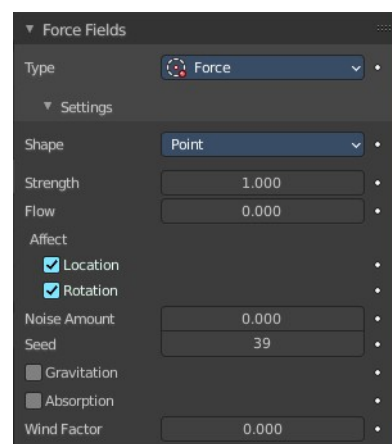 Force Fields
Type Force
Settings
Shape Point
Strength 1.000
Flow 0.000
Affect
Location
Rotation
Noise Amount 0.000
Seed 39
Gravitation
Absorption
Wind Factor 0.000